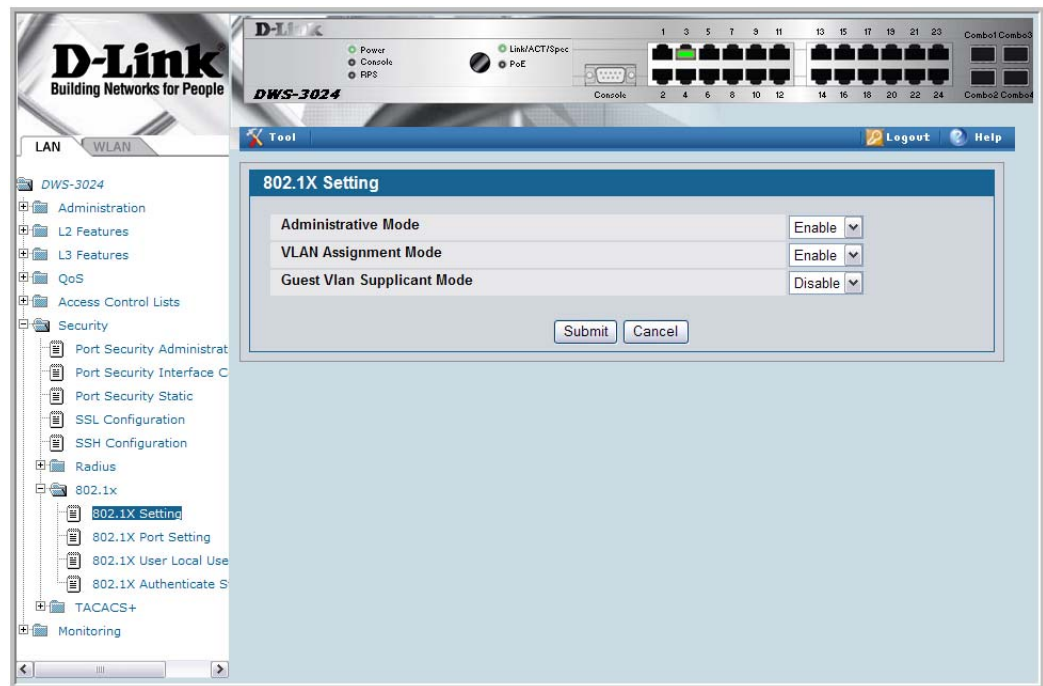 D-Link
Building Networks for People
D-Link
Power
Console
RPS
Link/ACT/Spec
PoE
DWS-3024
Console
1 3 5 7 9 11 13 15 17 19 21 23
2 4 6 8 10 12 14 16 18 20 22 24
Combo1 Combo3
Combo2 Combo4
LAN
WLAN
Tool
Logout
Help
DWS-3024
Administration
L2 Features
L3 Features
QoS
Access Control Lists
Security
Port Security Administrat
Port Security Interface C
Port Security Static
SSL Configuration
SSH Configuration
Radius
802.1x
802.1X Setting
802.1X Port Setting
802.1X User Local Use
802.1X Authenticate S
TACACS+
Monitoring
802.1X Setting
Administrative Mode Enable
VLAN Assignment Mode Enable
Guest Vlan Supplicant Mode Disable
Submit Cancel